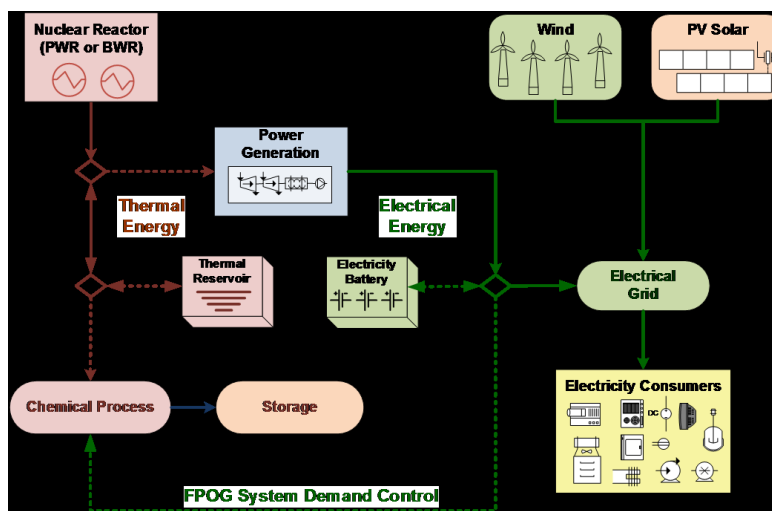 Nuclear Reactor
(PWR or BWR)
Wind
PV Solar
Power
Generation
Thermal
Energy
Electrical
Energy
Thermal
Reservoir
Electricity
Battery
Electrical
Grid
Chemical Process
Storage
Electricity Consumers
DC
FPOG System Demand Control